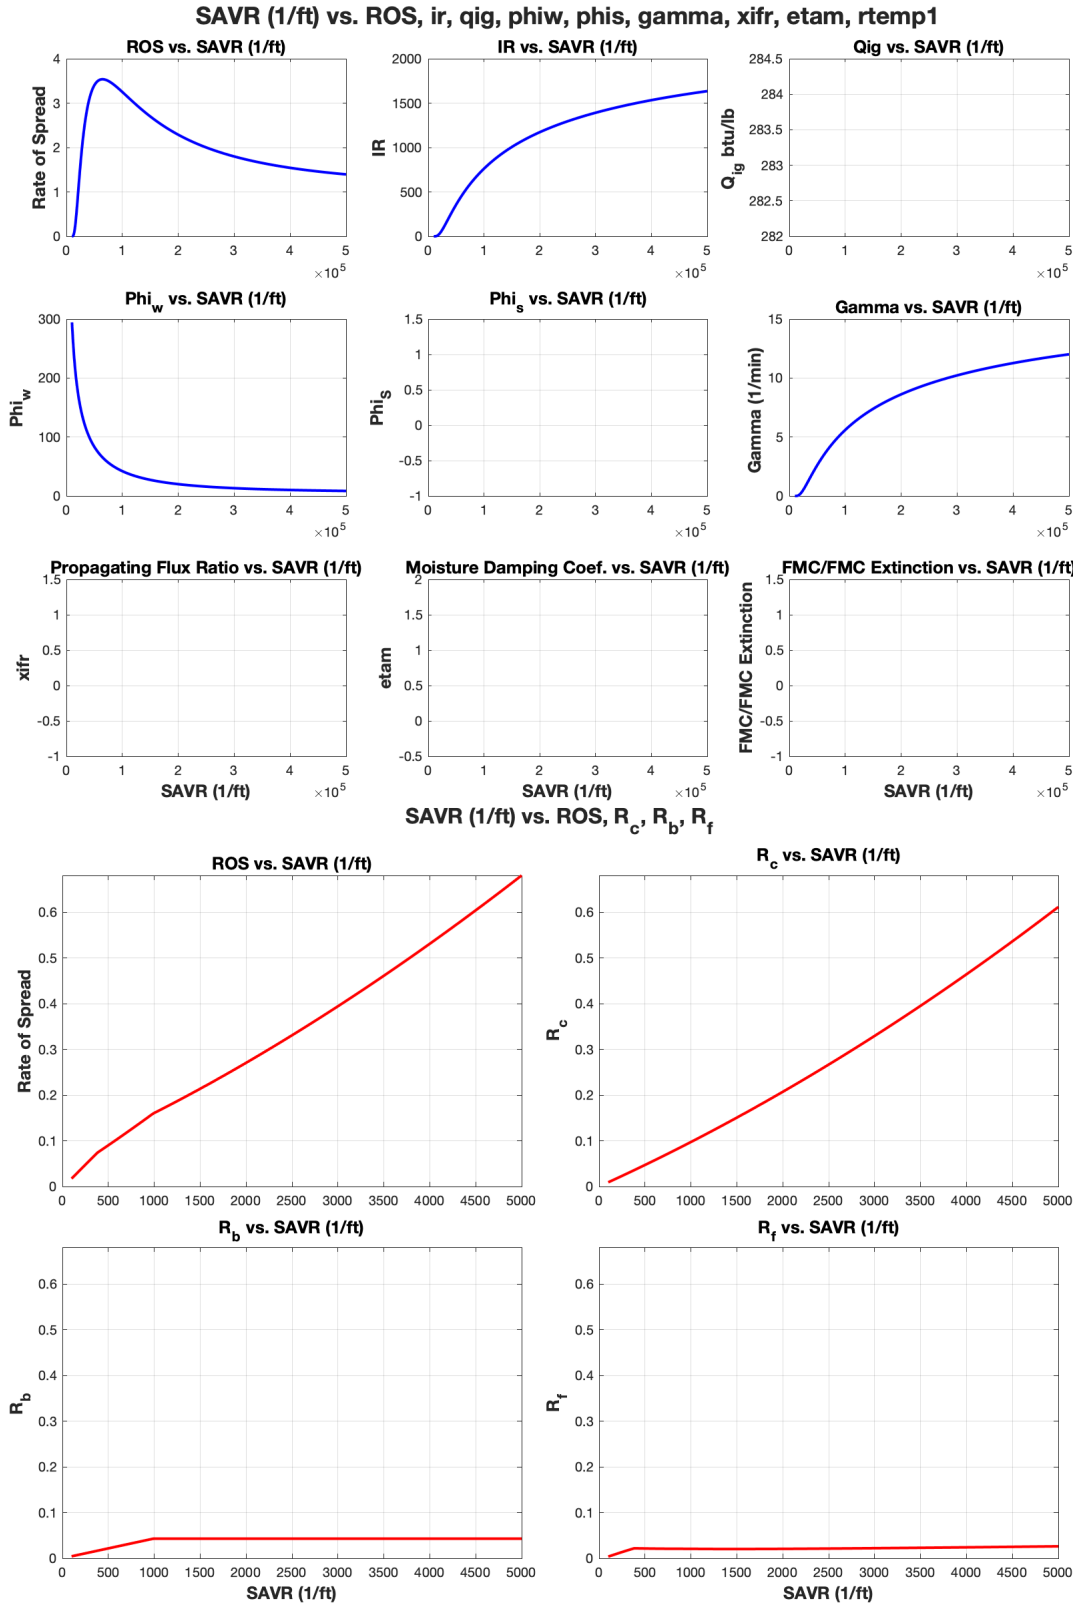 SAVR (1/ft) vs. ROS, ir, qig, phiw, phis, gamma, xifr, etam, rtemp1
ROS vs. SAVR (1/ft)
Rate of Spread
4
3
2
1
0
0 1 2 3 4 5
×10^5
IR vs. SAVR (1/ft)
IR
2000
1500
1000
500
0
0 1 2 3 4 5
×10^5
Qig vs. SAVR (1/ft)
Q_ig btu/lb
284.5
284
283.5
283
282.5
282
0 1 2 3 4 5
×10^5
Phi_w vs. SAVR (1/ft)
Phi_w
300
200
100
0
0 1 2 3 4 5
×10^5
Phi_s vs. SAVR (1/ft)
Phi_S
1.5
1
0.5
0
-0.5
-1
0 1 2 3 4 5
×10^5
Gamma vs. SAVR (1/ft)
Gamma (1/min)
15
10
5
0
0 1 2 3 4 5
×10^5
Propagating Flux Ratio vs. SAVR (1/ft)
xifr
1.5
1
0.5
0
-0.5
-1
0 1 2 3 4 5
SAVR (1/ft)
×10^5
Moisture Damping Coef. vs. SAVR (1/ft)
etam
2
1.5
1
0.5
0
-0.5
0 1 2 3 4 5
SAVR (1/ft)
×10^5
FMC/FMC Extinction vs. SAVR (1/ft)
FMC/FMC Extinction
1.5
1
0.5
0
-0.5
-1
0 1 2 3 4 5
SAVR (1/ft)
×10^5
SAVR (1/ft) vs. ROS, R_c, R_b, R_f
ROS vs. SAVR (1/ft)
Rate of Spread
0.6
0.5
0.4
0.3
0.2
0.1
0
0 500 1000 1500 2000 2500 3000 3500 4000 4500 5000
R_c vs. SAVR (1/ft)
R_c
0.6
0.5
0.4
0.3
0.2
0.1
0
0 500 1000 1500 2000 2500 3000 3500 4000 4500 5000
R_b vs. SAVR (1/ft)
R_b
0.6
0.5
0.4
0.3
0.2
0.1
0
0 500 1000 1500 2000 2500 3000 3500 4000 4500 5000
SAVR (1/ft)
R_f vs. SAVR (1/ft)
R_f
0.6
0.5
0.4
0.3
0.2
0.1
0
0 500 1000 1500 2000 2500 3000 3500 4000 4500 5000
SAVR (1/ft)